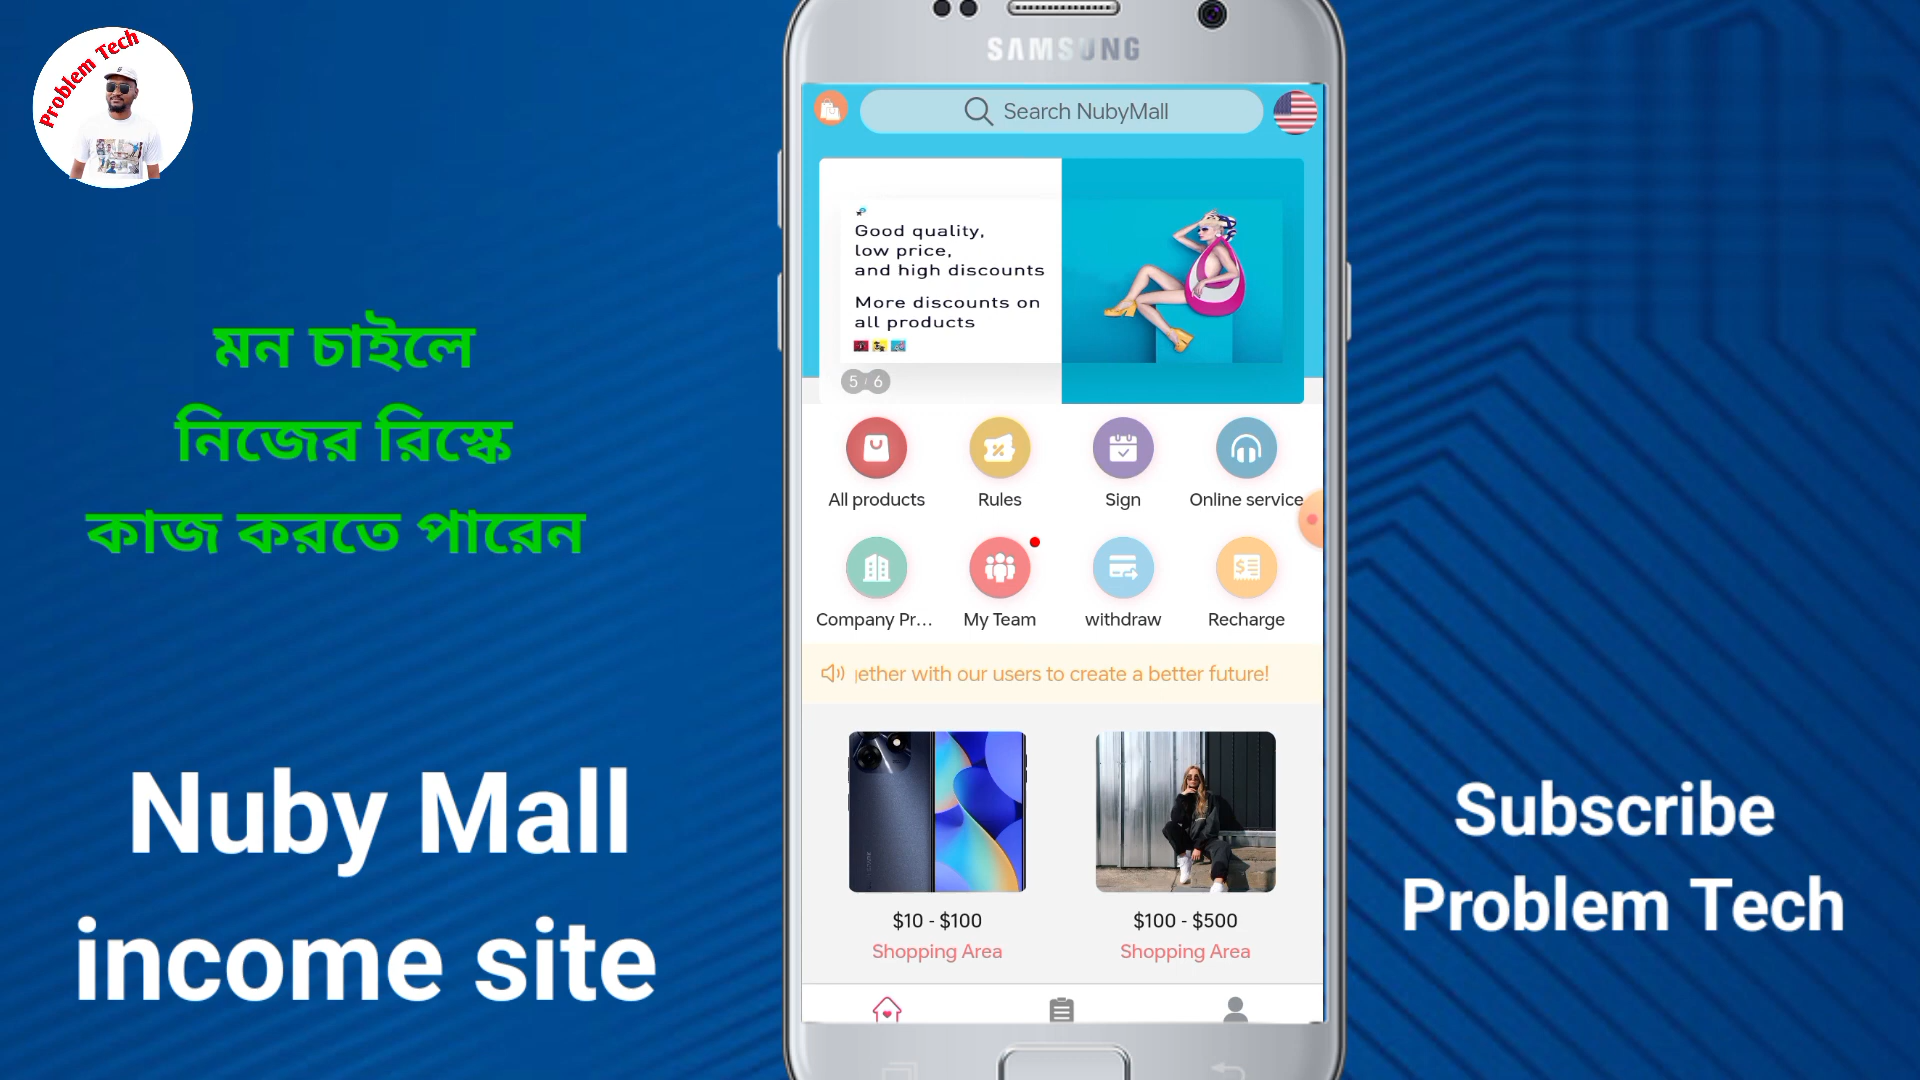 Problem Tech
মন চাইলে
নিজের রিস্কে
কাজ করতে পারেন
Nuby Mall
income site
SAMSUNG
Search NubyMall
Good quality,
low price,
and high discounts
More discounts on
all products
5 / 6
All products
Rules
Sign
Online service
Company Pr...
My Team
withdraw
Recharge
ether with our users to create a better future!
$10 - $100
$100 - $500
Shopping Area
Shopping Area
Subscribe
Problem Tech